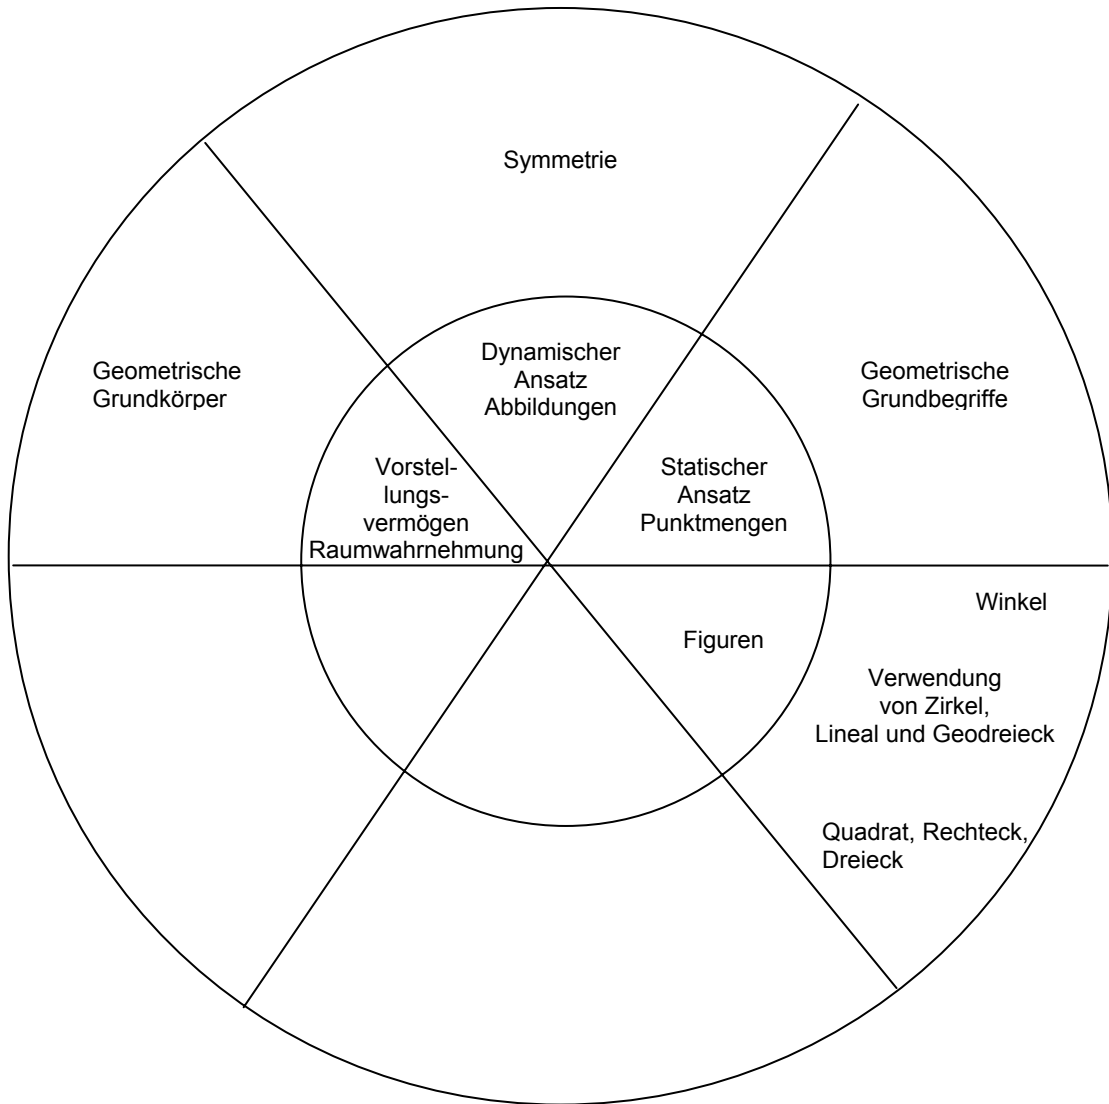 Symmetrie
Dynamischer
Ansatz
Abbildungen
Geometrische
Grundkörper
Geometrische
Grundbegriffe
Vorstel-
lungs-
vermögen
Raumwahrnehmung
Statischer
Ansatz
Punktmengen
Winkel
Figuren
Verwendung
von Zirkel,
Lineal und Geodreieck
Quadrat, Rechteck,
Dreieck